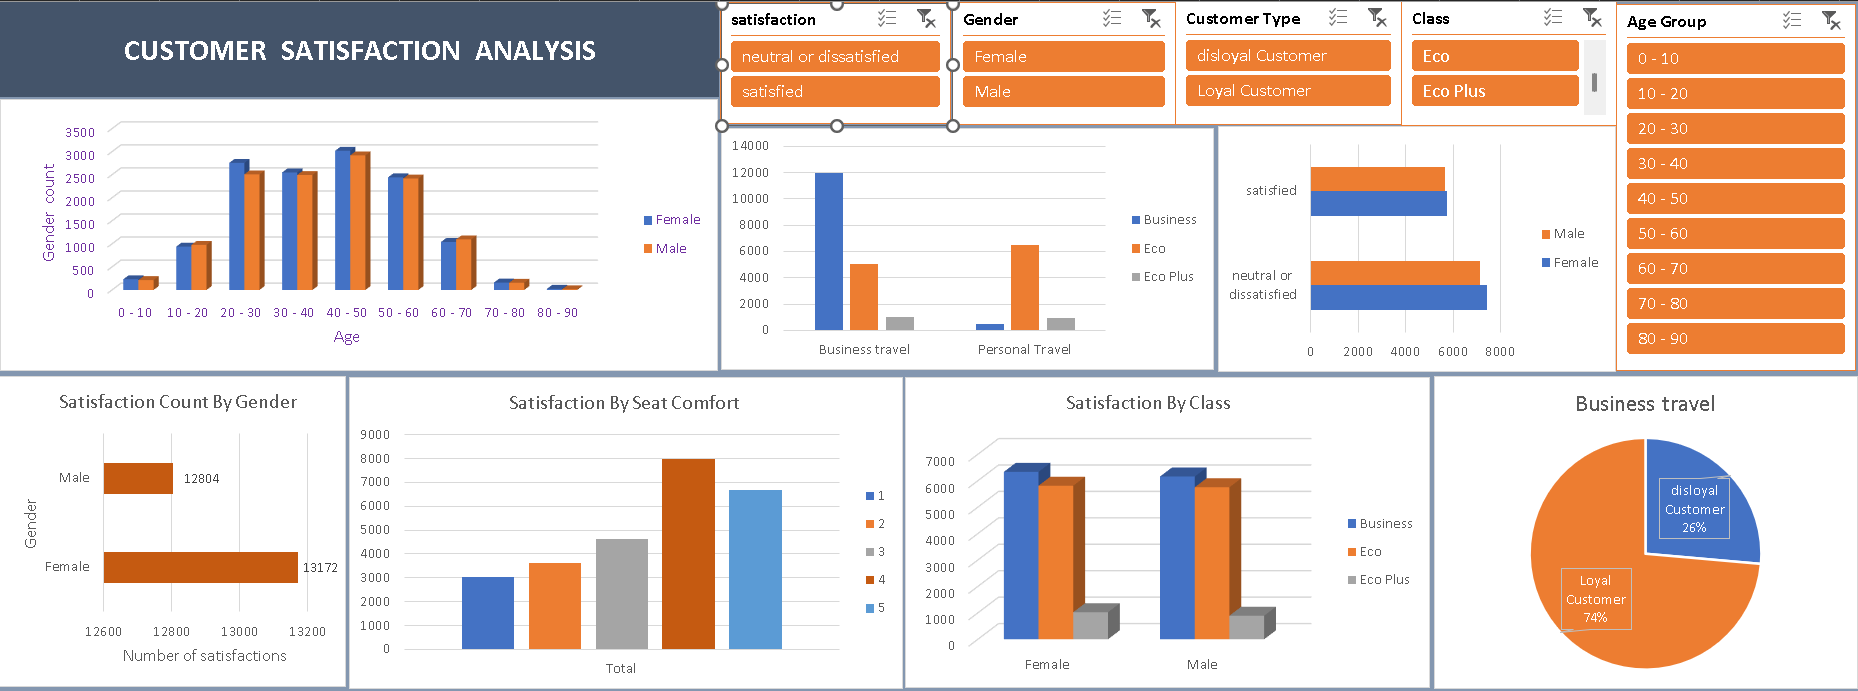 CUSTOMER SATISFACTION ANALYSIS
satisfaction
neutral or dissatisfied
satisfied
Gender
Female
Male
Customer Type
disloyal Customer
Loyal Customer
Class
Eco
Eco Plus
Age Group
0 - 10
10 - 20
20 - 30
30 - 40
40 - 50
50 - 60
60 - 70
70 - 80
80 - 90
Gender count
3500
3000
2500
2000
1500
1000
500
0
0 - 10 10 - 20 20 - 30 30 - 40 40 - 50 50 - 60 60 - 70 70 - 80 80 - 90
Age
Female
Male
14000
12000
10000
8000
6000
4000
2000
0
Business travel Personal Travel
Business
Eco
Eco Plus
satisfied
neutral or
dissatisfied
0 2000 4000 6000 8000
Male
Female
Satisfaction Count By Gender
Gender
Male
12804
Female
13172
12600 12800 13000 13200
Number of satisfactions
Satisfaction By Seat Comfort
9000
8000
7000
6000
5000
4000
3000
2000
1000
0
Total
1
2
3
4
5
Satisfaction By Class
7000
6000
5000
4000
3000
2000
1000
0
Female Male
Business
Eco
Eco Plus
Business travel
disloyal
Customer
26%
Loyal
Customer
74%